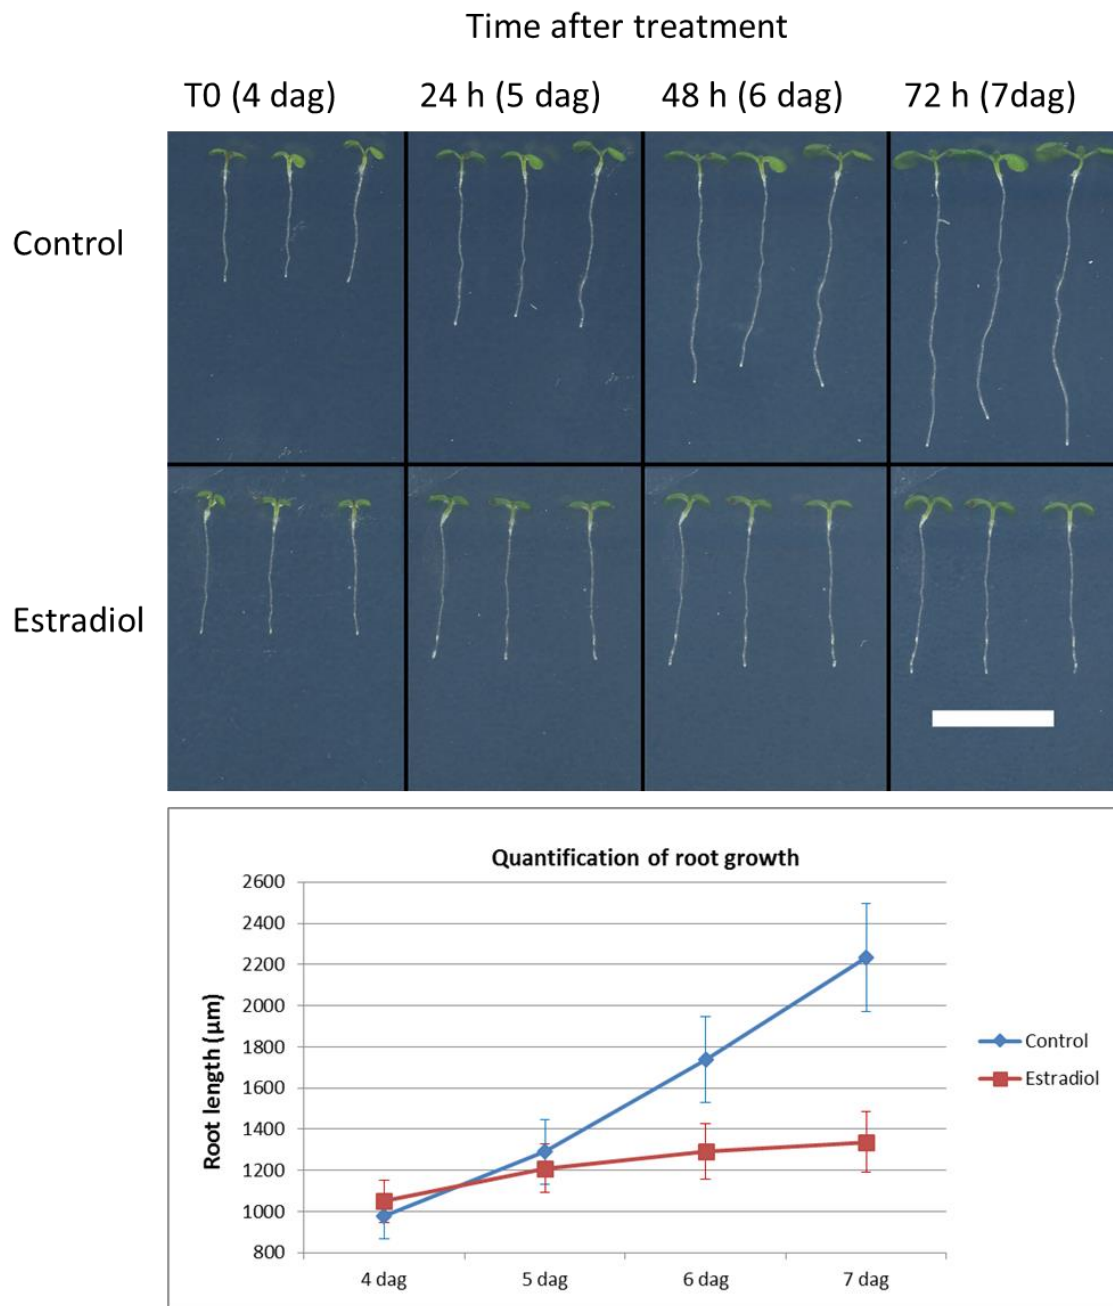 Time after treatment
T0 (4 dag) 24 h (5 dag) 48 h (6 dag) 72 h (7dag)
Control
Estradiol
Quantification of root growth
2600
2400
2200
2000
1800
1600
1400
1200
1000
800
Root length (µm)
4 dag 5 dag 6 dag 7 dag
Control
Estradiol